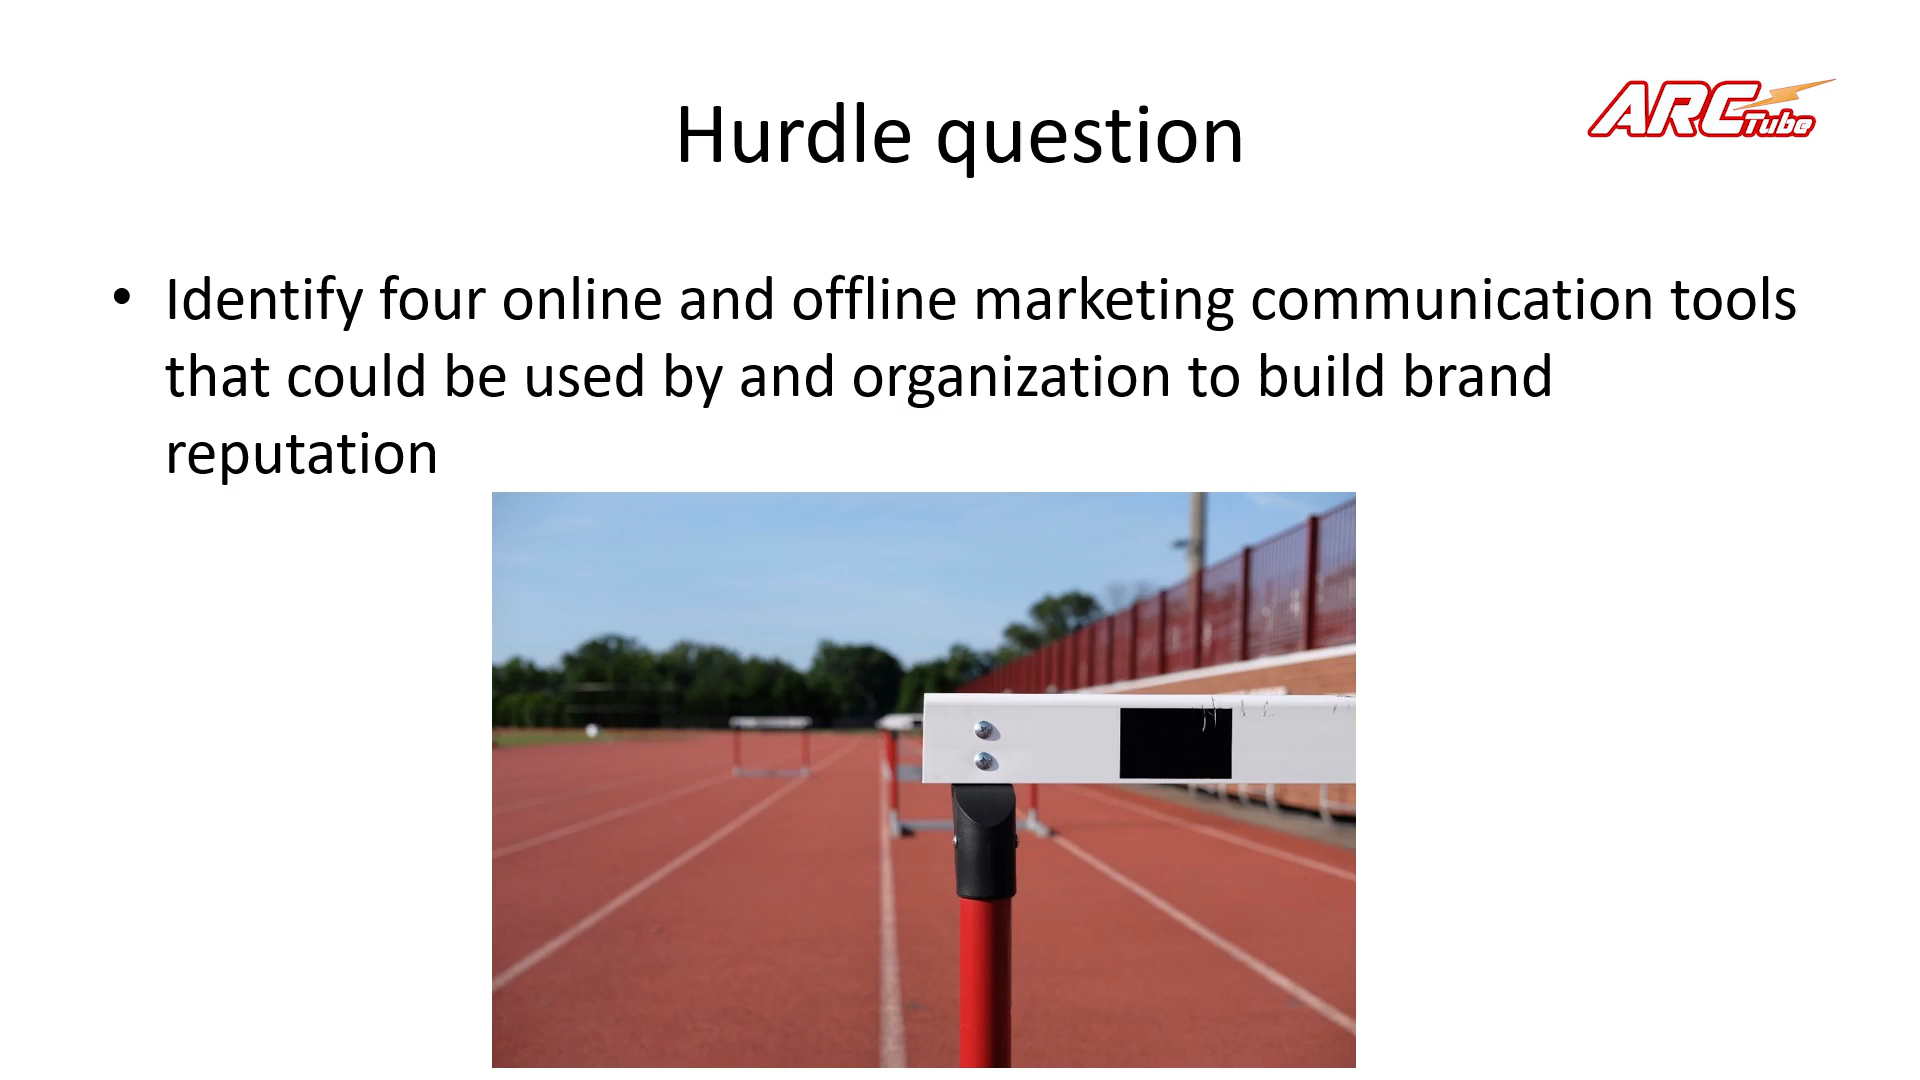 Hurdle question
ARC Tube
• Identify four online and offline marketing communication tools
that could be used by and organization to build brand
reputation